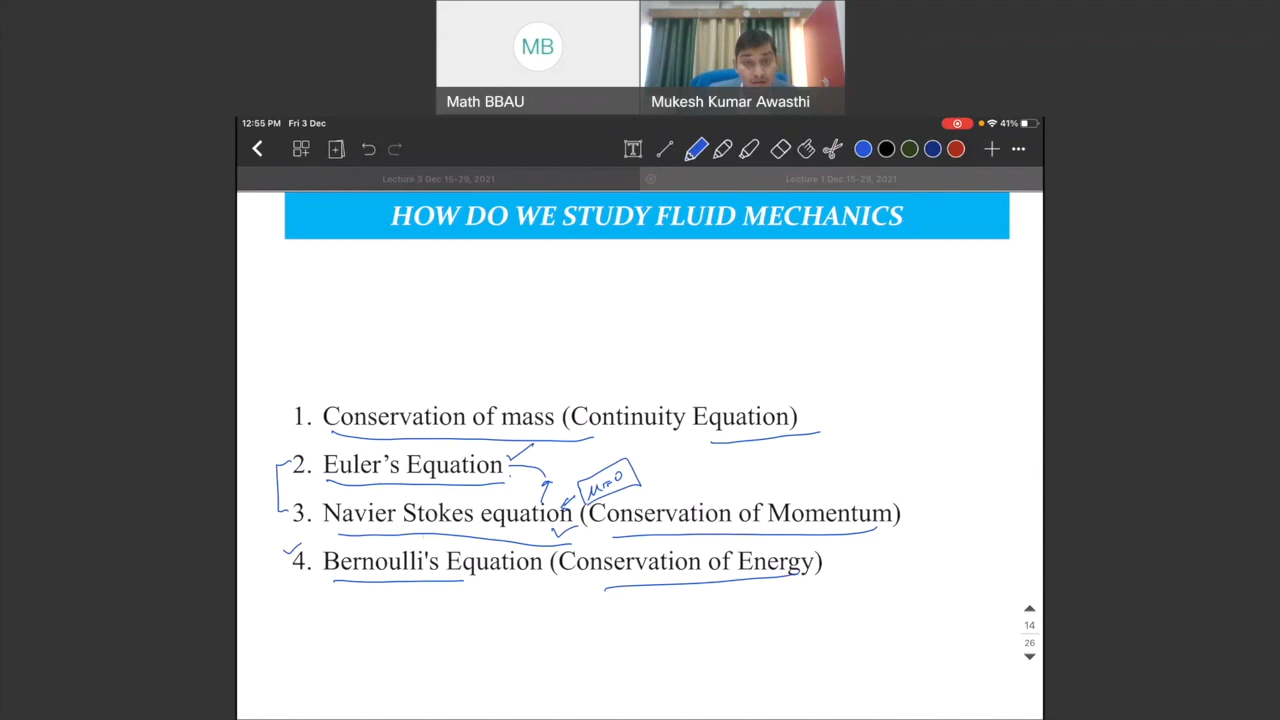 MB
Math BBAU
Mukesh Kumar Awasthi
12:55 PM Fri 3 Dec
41%
T
Lecture 3 Dec 15-29, 2021
Lecture 1 Dec 15-29, 2021
HOW DO WE STUDY FLUID MECHANICS
1. Conservation of mass (Continuity Equation)
2. Euler's Equation
μ=0
3. Navier Stokes equation (Conservation of Momentum)
4. Bernoulli's Equation (Conservation of Energy)
14
26